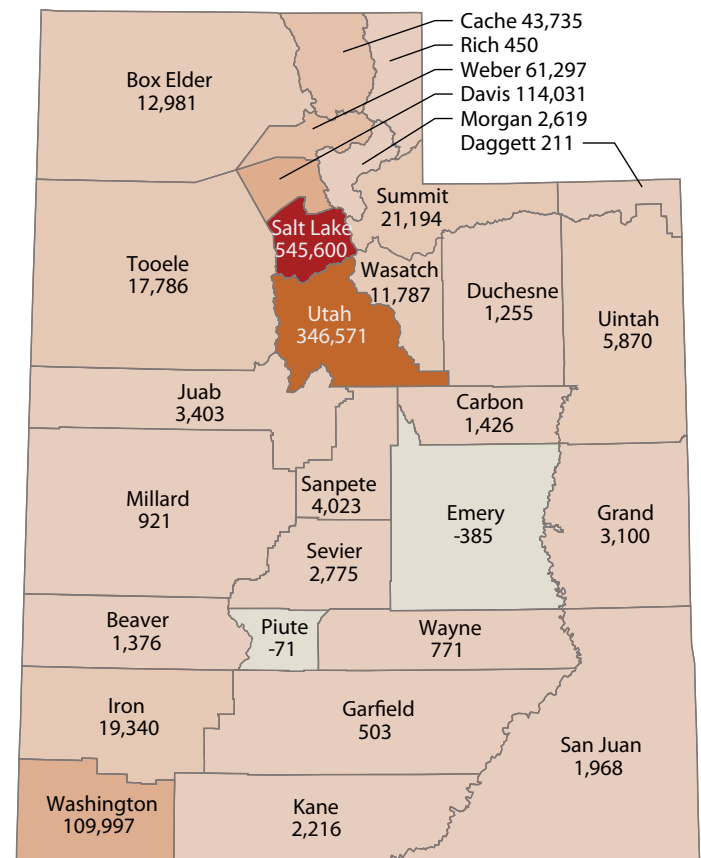 Cache 43,735
Rich 450
Weber 61,297
Davis 114,031
Morgan 2,619
Daggett 211
Box Elder
12,981
Summit
21,194
Salt Lake
545,600
Tooele
17,786
Wasatch
11,787
Duchesne
1,255
Uintah
5,870
Utah
346,571
Juab
3,403
Carbon
1,426
Sanpete
4,023
Millard
921
Emery
-385
Grand
3,100
Sevier
2,775
Beaver
1,376
Piute
-71
Wayne
771
Iron
19,340
Garfield
503
San Juan
1,968
Washington
109,997
Kane
2,216